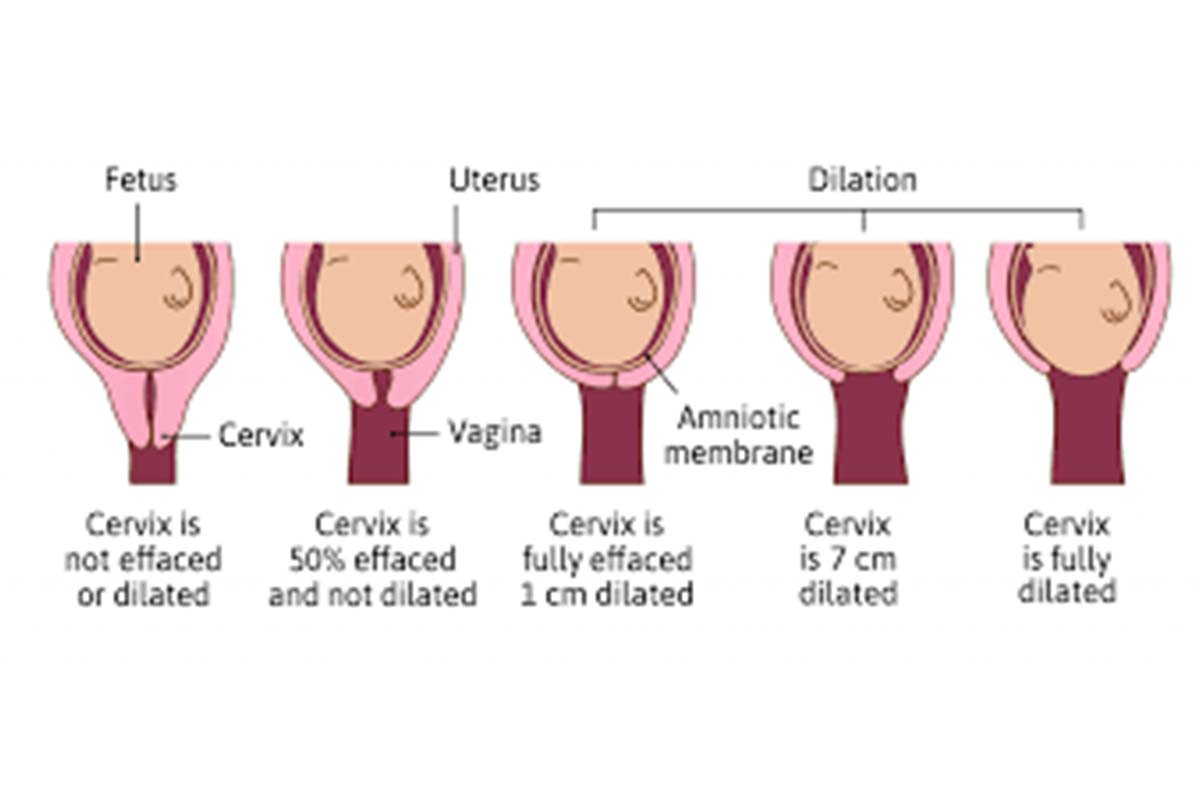 Fetus
Uterus
Dilation
Cervix
Vagina
Amniotic
membrane
Cervix is
not effaced
or dilated
Cervix is
50% effaced
and not dilated
Cervix is
fully effaced
1 cm dilated
Cervix
is 7 cm
dilated
Cervix
is fully
dilated